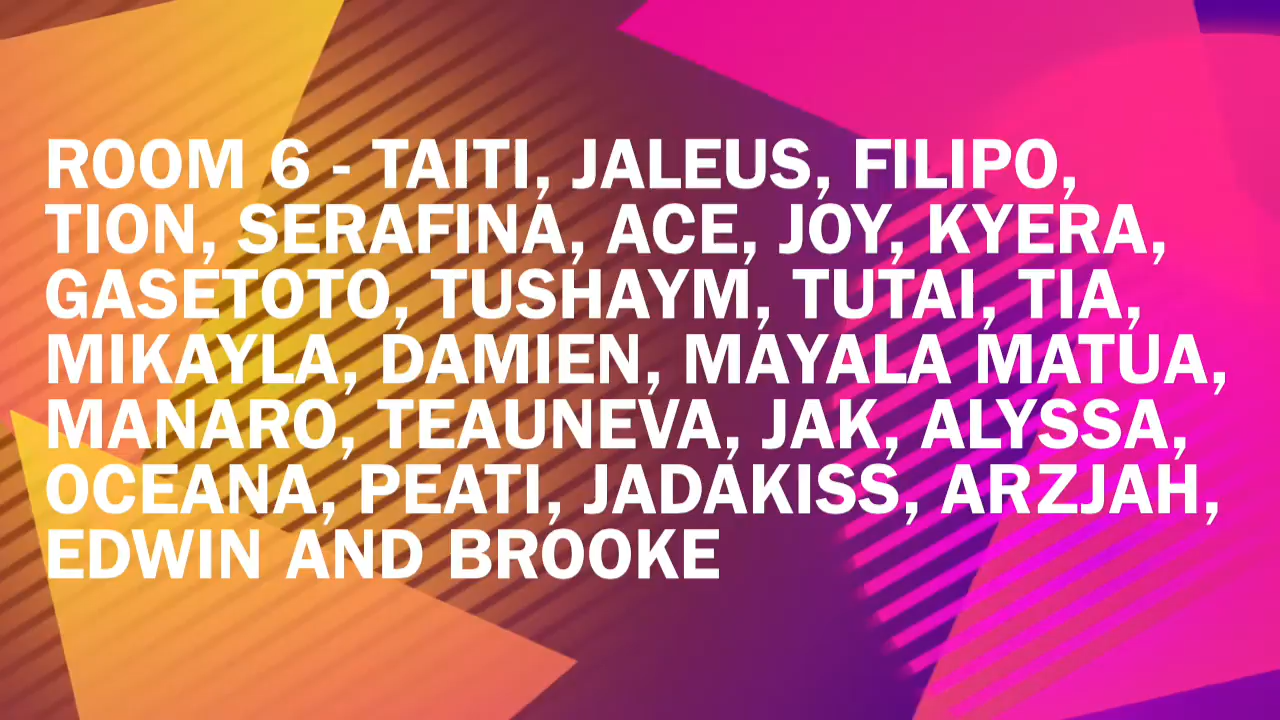 ROOM 6 - TAITI, JALEUS, FILIPO,
TION, SERAFINA, ACE, JOY, KYERA,
GASETOTO, TUSHAYM, TUTAI, TIA,
MIKAYLA, DAMIEN, MAYALA MATUA,
MANARO, TEAUNEVA, JAK, ALYSSA,
OCEANA, PEATI, JADAKISS, ARZJAH,
EDWIN AND BROOKE